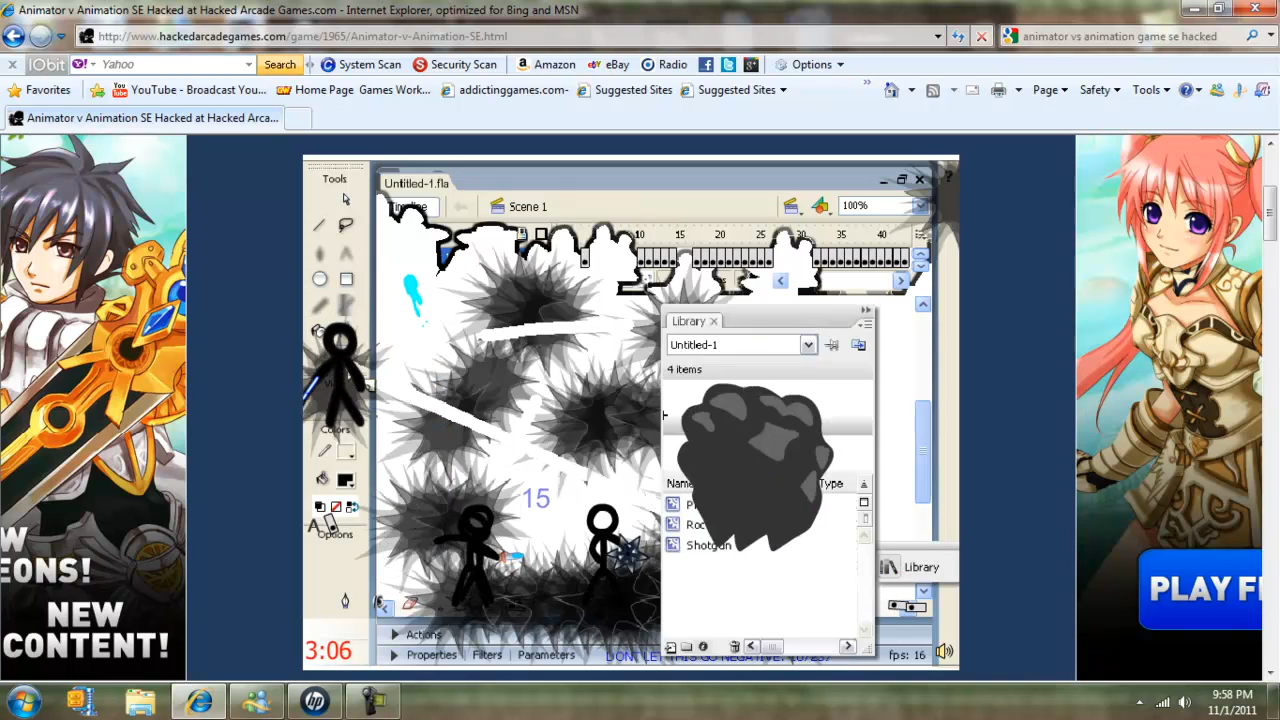 Animator v Animation SE Hacked at Hacked Arcade Games.com - Internet Explorer, optimized for Bing and MSN
http://www.hackedarcadegames.com/game/1965/Animator-v-Animation-SE.html
animator vs animation game se hacked
IObit Yahoo Search System Scan Security Scan Amazon eBay Radio Options
Favorites YouTube - Broadcast You... Home Page Games Work... addictinggames.com- Suggested Sites Suggested Sites Page Safety Tools
Animator v Animation SE Hacked at Hacked Arca...
Tools
Untitled-1.fla
Scene 1 100%
10 15 20 25 30 35 40
Library
Untitled-1
4 items
Colors
Type
15
Shotgun
Options
Library
Actions
3:06
Properties Filters Parameters
fps: 16
NEW
CONTENT!
PLAY
9:58 PM
11/1/2011